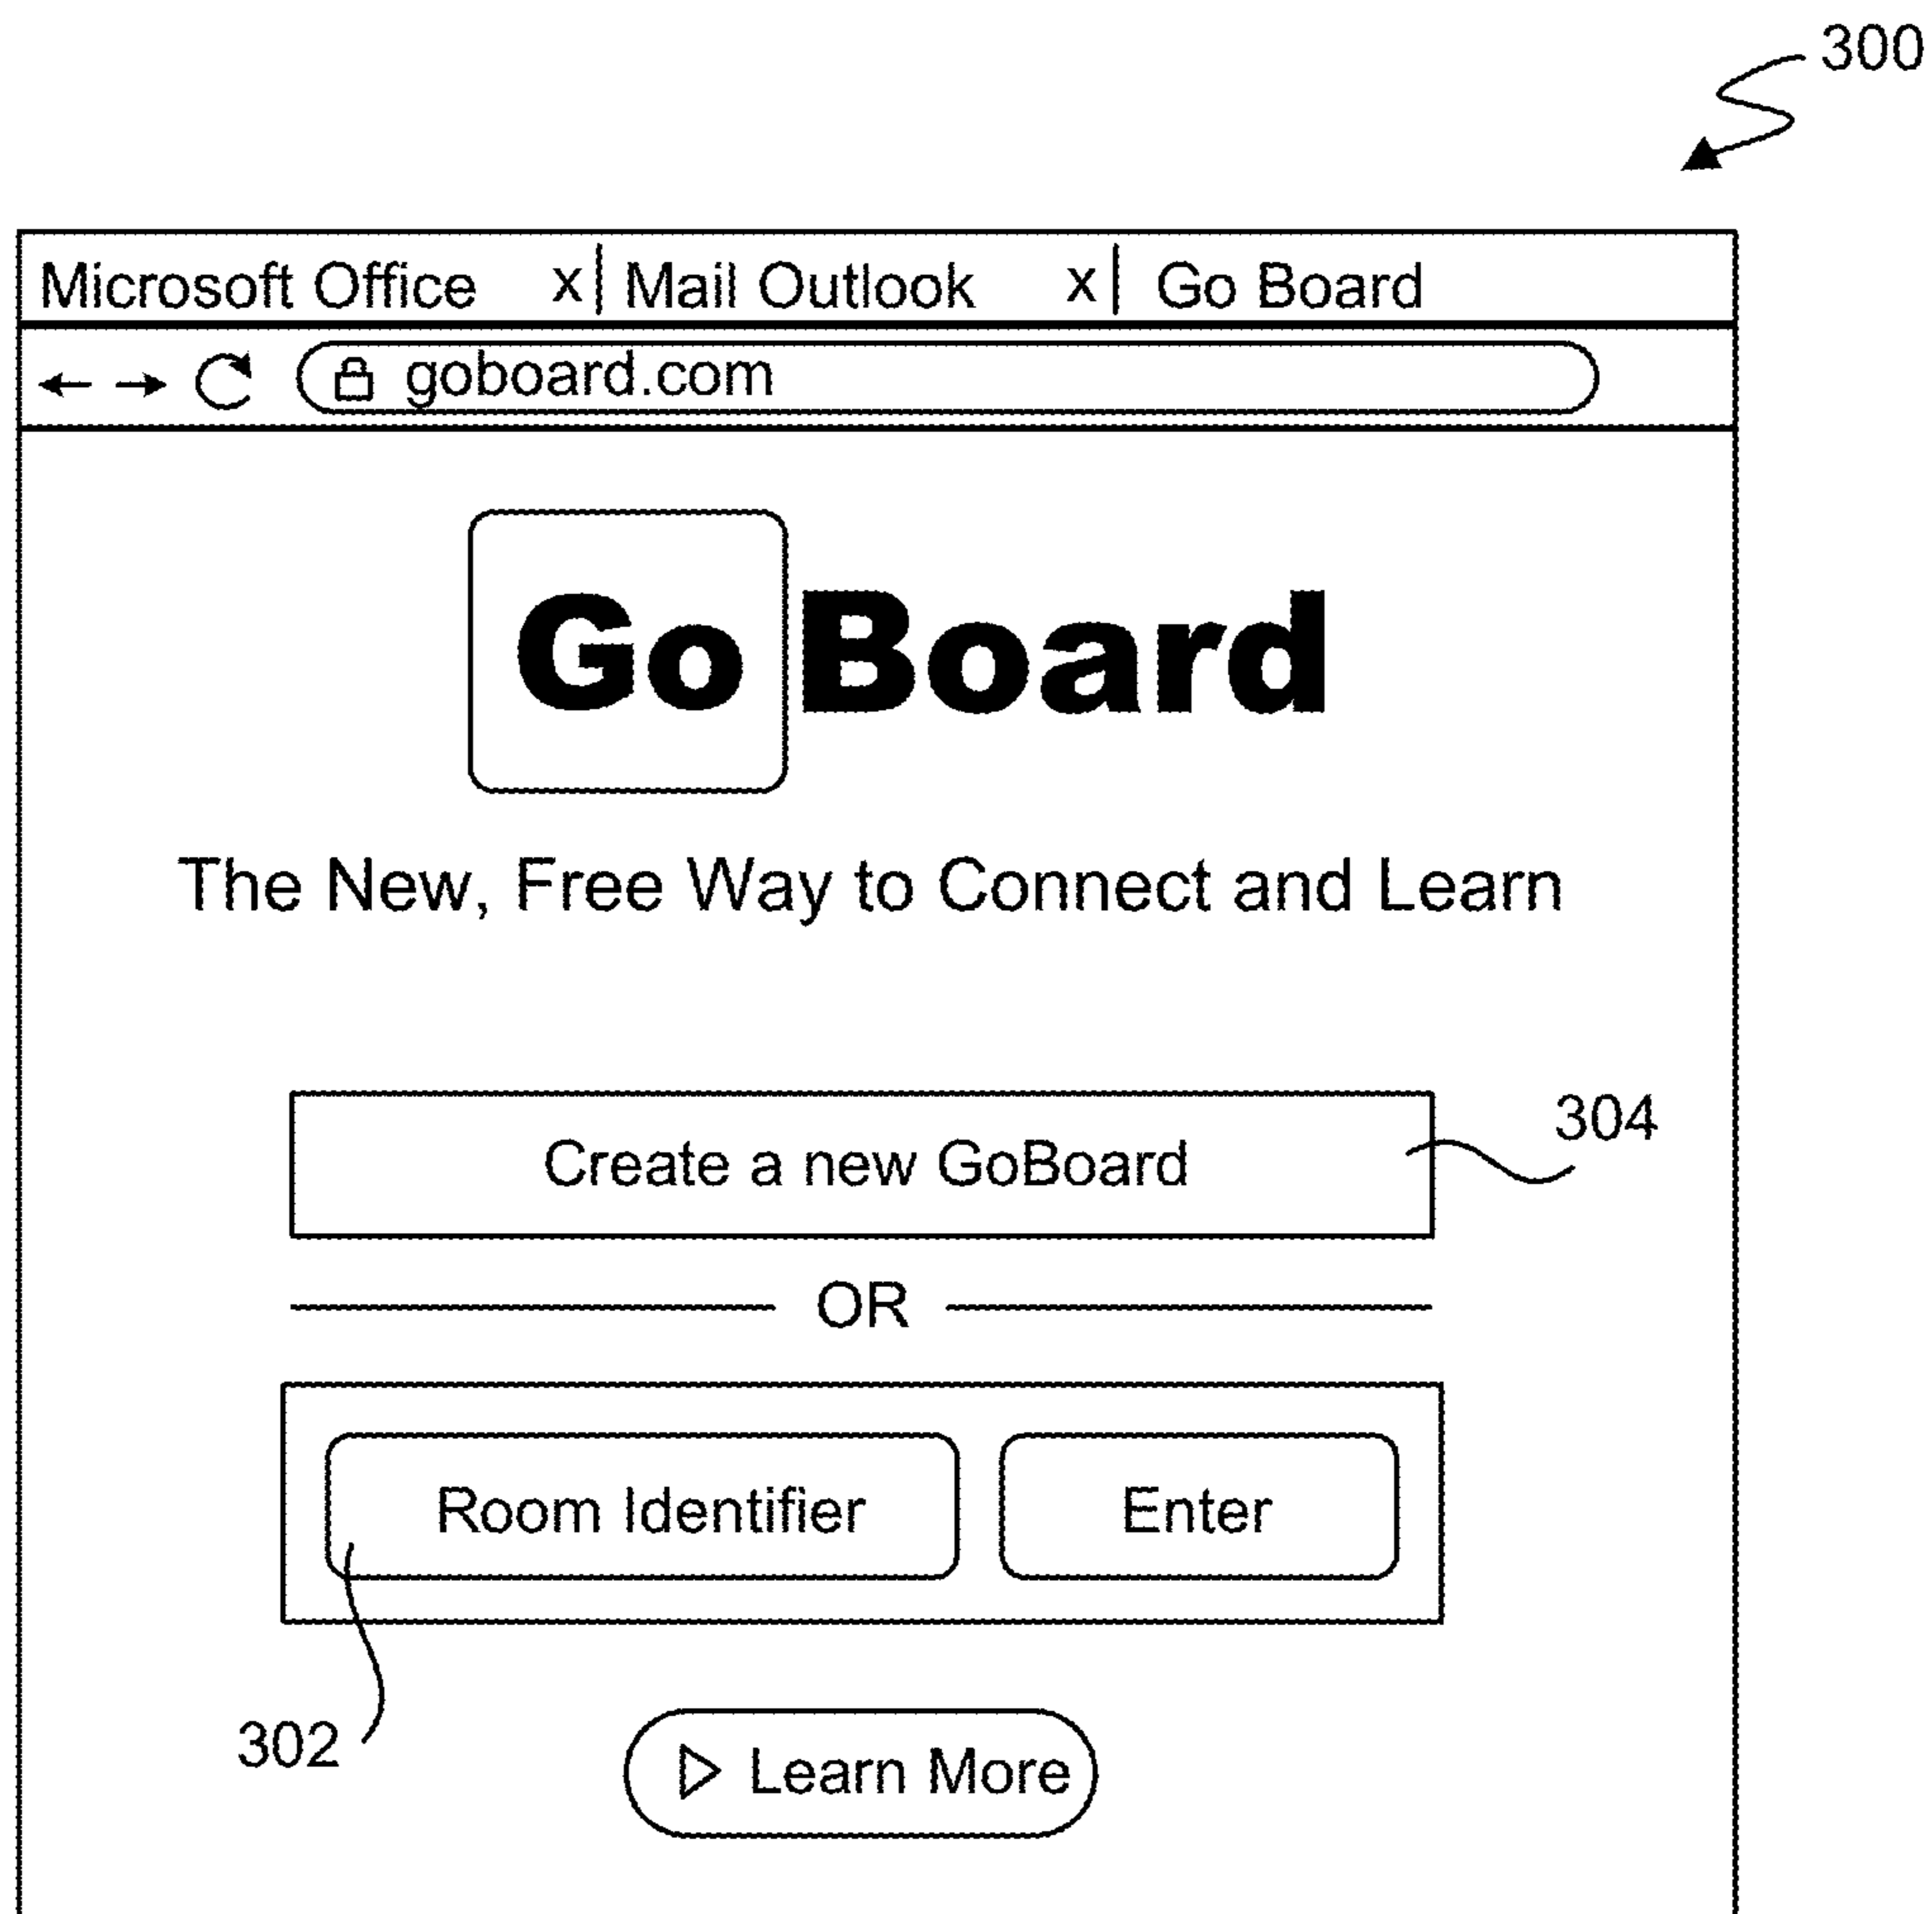 300
Microsoft Office x Mail Outlook x Go Board
goboard.com
Go Board
The New, Free Way to Connect and Learn
Create a new GoBoard
304
OR
Room Identifier Enter
302
Learn More